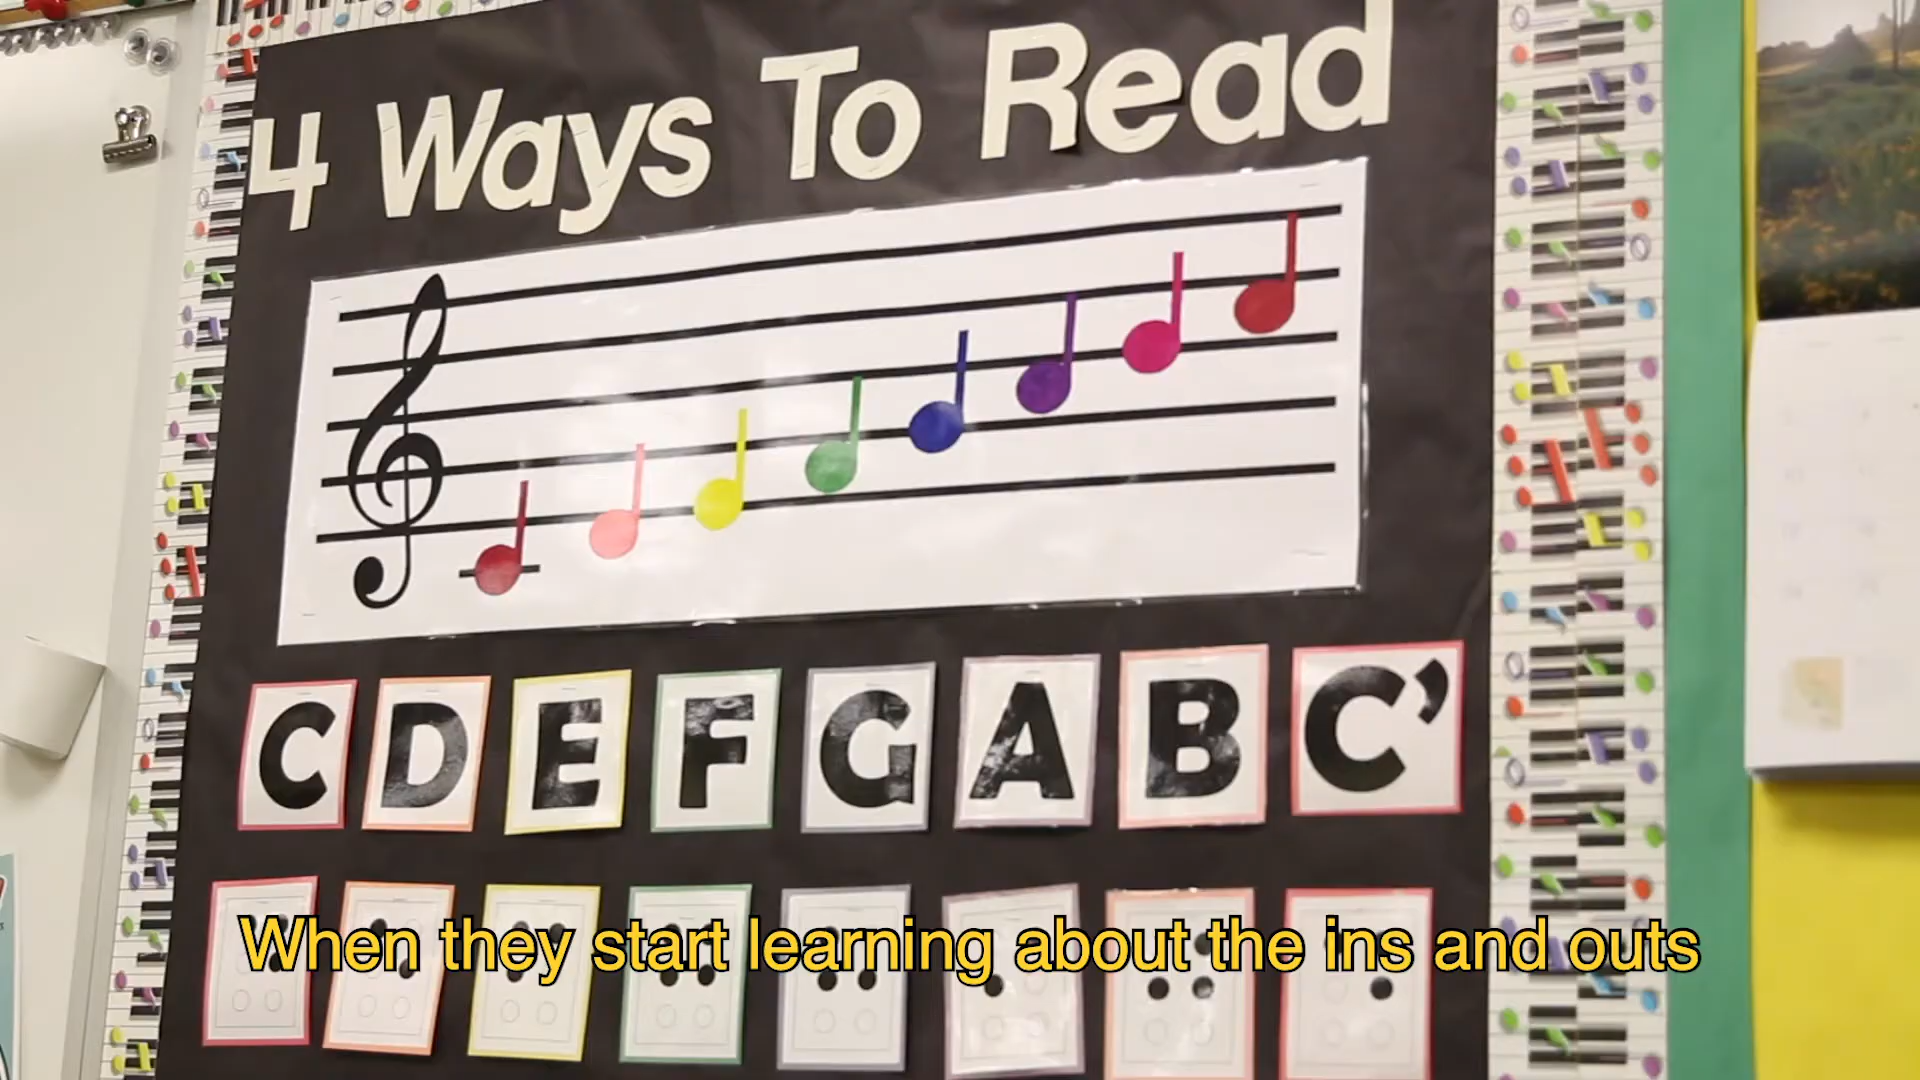 4 Ways To Read
C D E F G A B C’
When they start learning about the ins and outs